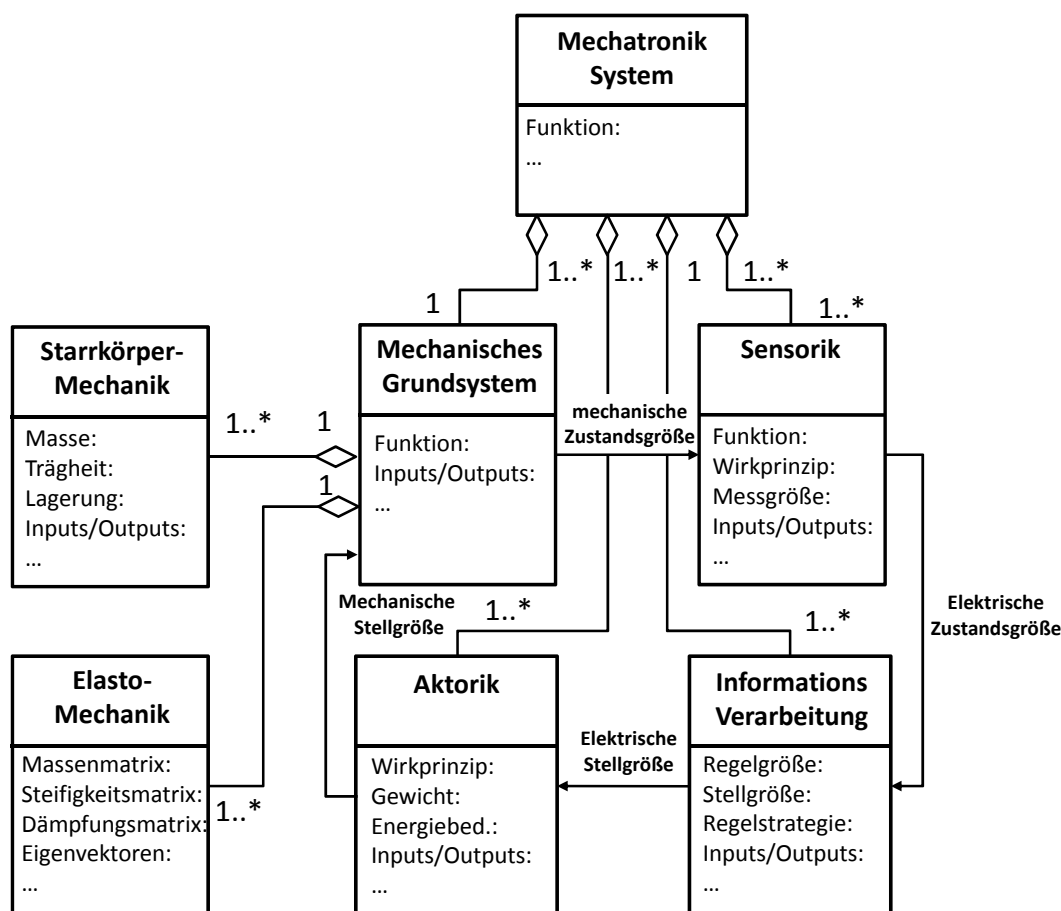 Mechatronik
System
Funktion:
...
1..*
1..*
1
1..*
1
1..*
Starrkörper-
Mechanik
Masse:
Trägheit:
Lagerung:
Inputs/Outputs:
...
1..*
1
1
Mechanisches
Grundsystem
Funktion:
Inputs/Outputs:
...
mechanische
Zustandsgröße
Sensorik
Funktion:
Wirkprinzip:
Messgröße:
Inputs/Outputs:
...
Mechanische
Stellgröße
1..*
1..*
Elektrische
Zustandsgröße
Elasto-
Mechanik
Massenmatrix:
Steifigkeitsmatrix:
Dämpfungsmatrix:
Eigenvektoren:
...
1..*
Aktorik
Wirkprinzip:
Gewicht:
Energiebed.:
Inputs/Outputs:
...
Elektrische
Stellgröße
Informations
Verarbeitung
Regelgröße:
Stellgröße:
Regelstrategie:
Inputs/Outputs:
...